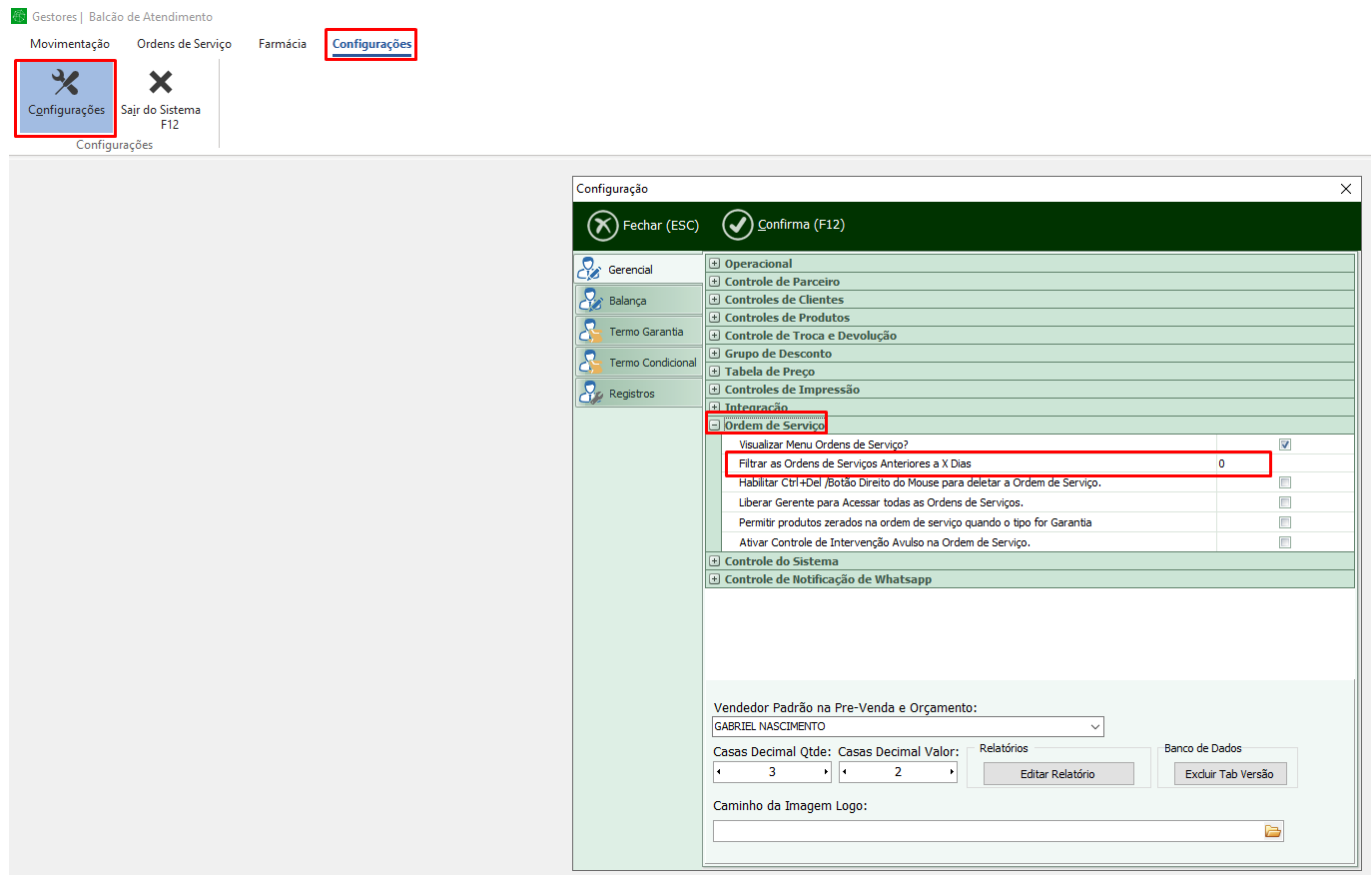 Gestores | Balcão de Atendimento
Movimentação Ordens de Serviço Farmácia Configurações
Configurações Sair do Sistema
F12
Configurações
Configuração
Fechar (ESC) Confirma (F12)
Gerencial
Balança
Termo Garantia
Termo Condicional
Registros
Operacional
Controle de Parceiro
Controles de Clientes
Controles de Produtos
Controle de Troca e Devolução
Grupo de Desconto
Tabela de Preço
Controles de Impressão
Integração
Ordem de Serviço
Visualizar Menu Ordens de Serviço?
Filtrar as Ordens de Serviços Anteriores a X Dias 0
Habilitar Ctrl+Del /Botão Direito do Mouse para deletar a Ordem de Serviço.
Liberar Gerente para Acessar todas as Ordens de Serviços.
Permitir produtos zerados na ordem de serviço quando o tipo for Garantia
Ativar Controle de Intervenção Avulso na Ordem de Serviço.
Controle do Sistema
Controle de Notificação de Whatsapp
Vendedor Padrão na Pre-Venda e Orçamento:
GABRIEL NASCIMENTO
Casas Decimal Qtde: Casas Decimal Valor: Relatórios Banco de Dados
3 2 Editar Relatório Excluir Tab Versão
Caminho da Imagem Logo: